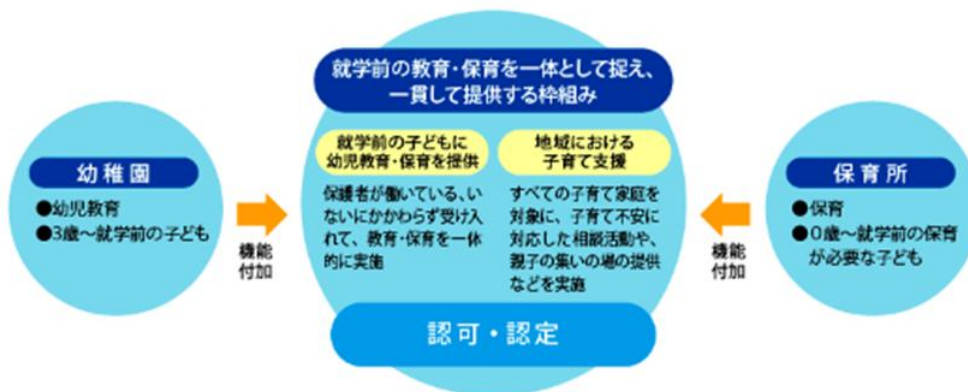 就学前の教育・保育を一体として捉え、
一貫して提供する枠組み
幼稚園
●幼児教育
●3歳～就学前の子ども
機能
付加
就学前の子どもに
幼児教育・保育を提供
保護者が働いている、い
ないにかかわらず受け入
れて、教育・保育を一体
的に実施
地域における
子育て支援
すべての子育て家庭を
対象に、子育て不安に
対応した相談活動や、
親子の集いの場の提供
などを実施
認可・認定
機能
付加
保育所
●保育
●0歳～就学前の保育
が必要な子ども